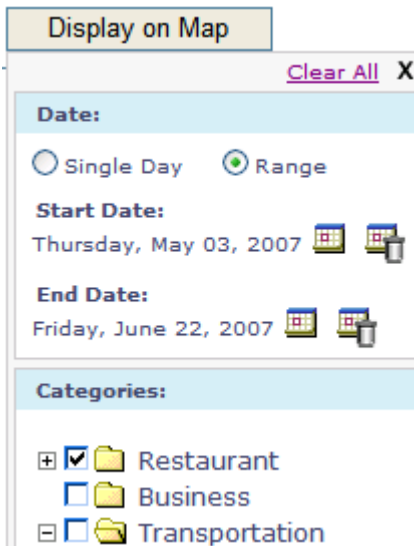 Display on Map
Clear All X
Date:
Single Day Range
Start Date:
Thursday, May 03, 2007
End Date:
Friday, June 22, 2007
Categories:
Restaurant
Business
Transportation